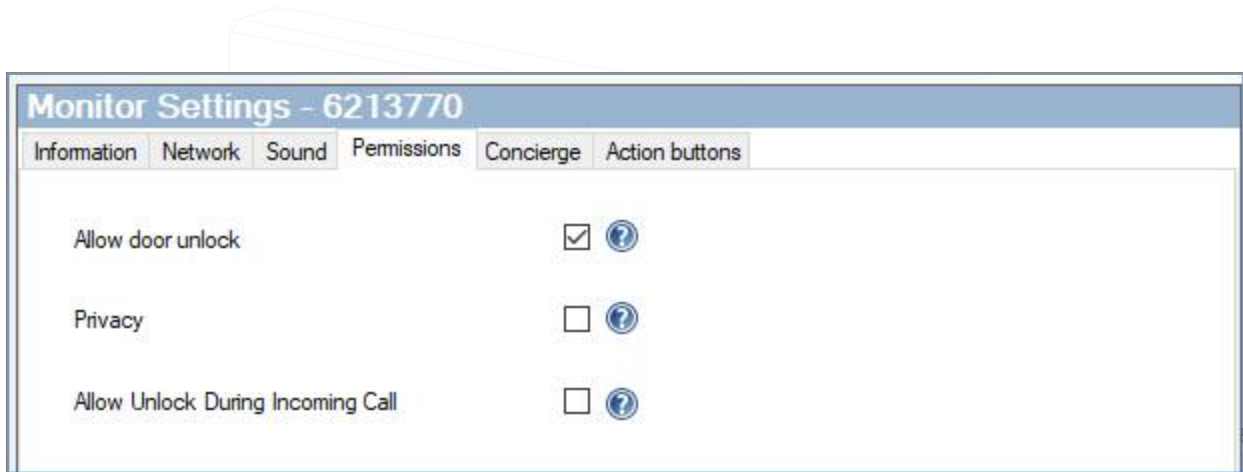 Monitor Settings - 6213770
Information Network Sound Permissions Concierge Action buttons
Allow door unlock
Privacy
Allow Unlock During Incoming Call